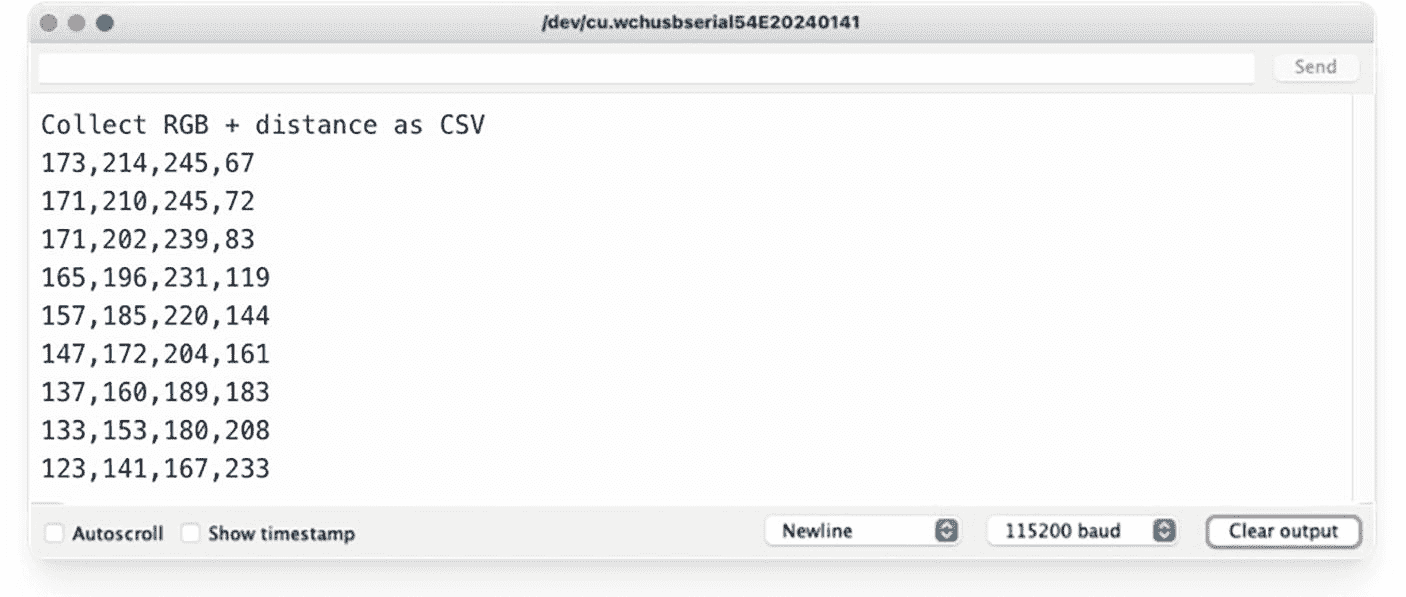 /dev/cu.wchusbserial54E20240141
Send
Collect RGB + distance as CSV
173,214,245,67
171,210,245,72
171,202,239,83
165,196,231,119
157,185,220,144
147,172,204,161
137,160,189,183
133,153,180,208
123,141,167,233
Autoscroll Show timestamp Newline 115200 baud Clear output